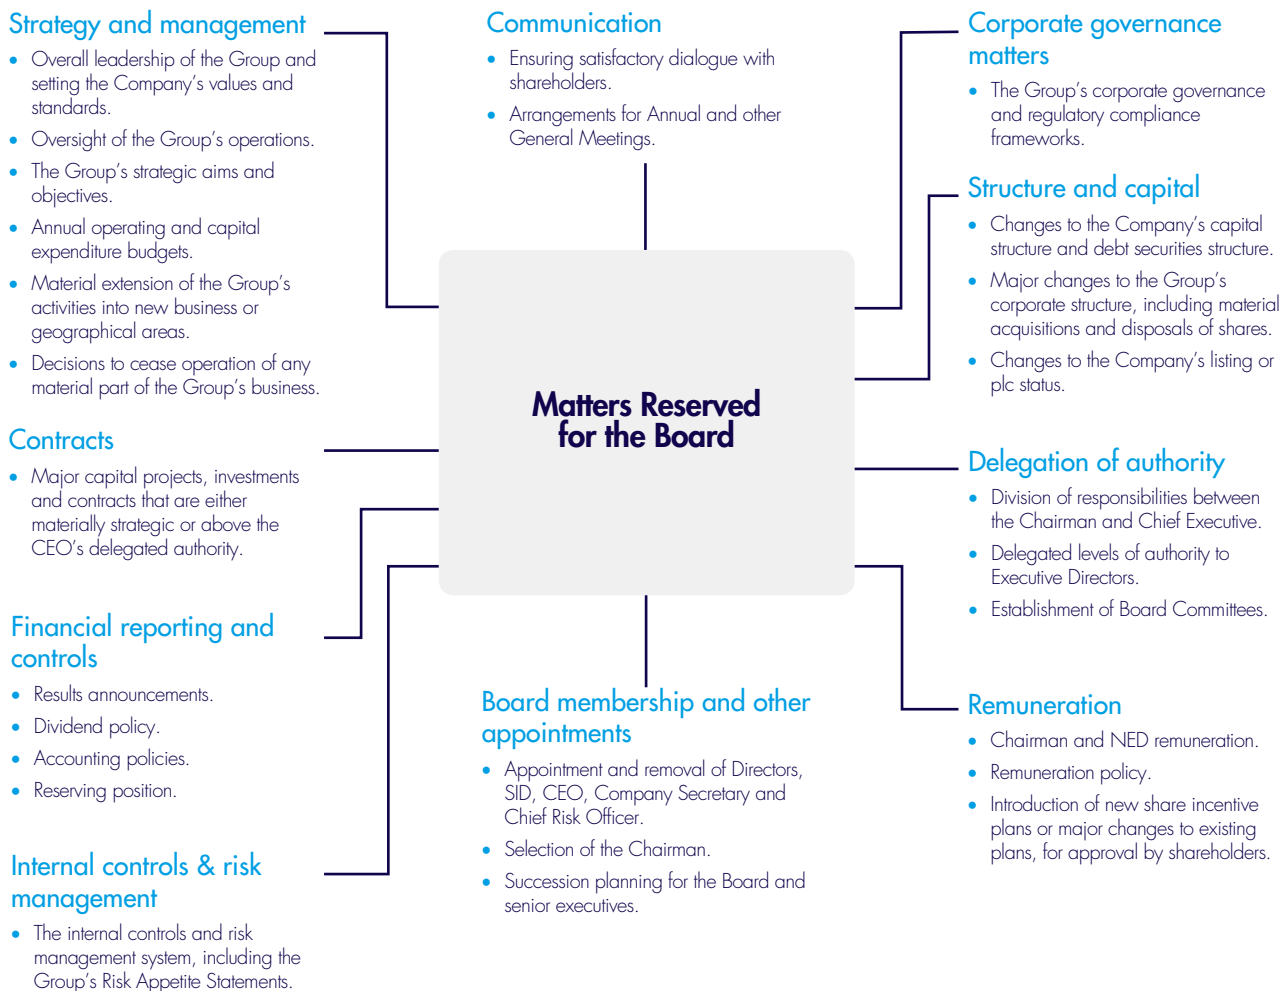 Strategy and management
• Overall leadership of the Group and
setting the Company's values and
standards.
• Oversight of the Group's operations.
• The Group's strategic aims and
objectives.
• Annual operating and capital
expenditure budgets.
• Material extension of the Group's
activities into new business or
geographical areas.
• Decisions to cease operation of any
material part of the Group's business.
Contracts
• Major capital projects, investments
and contracts that are either
materially strategic or above the
CEO's delegated authority.
Financial reporting and
controls
• Results announcements.
• Dividend policy.
• Accounting policies.
• Reserving position.
Internal controls & risk
management
• The internal controls and risk
management system, including the
Group's Risk Appetite Statements.
Communication
• Ensuring satisfactory dialogue with
shareholders.
• Arrangements for Annual and other
General Meetings.
Matters Reserved
for the Board
Board membership and other
appointments
• Appointment and removal of Directors,
SID, CEO, Company Secretary and
Chief Risk Officer.
• Selection of the Chairman.
• Succession planning for the Board and
senior executives.
Corporate governance
matters
• The Group's corporate governance
and regulatory compliance
frameworks.
Structure and capital
• Changes to the Company's capital
structure and debt securities structure.
• Major changes to the Group's
corporate structure, including material
acquisitions and disposals of shares.
• Changes to the Company's listing or
plc status.
Delegation of authority
• Division of responsibilities between
the Chairman and Chief Executive.
• Delegated levels of authority to
Executive Directors.
• Establishment of Board Committees.
Remuneration
• Chairman and NED remuneration.
• Remuneration policy.
• Introduction of new share incentive
plans or major changes to existing
plans, for approval by shareholders.